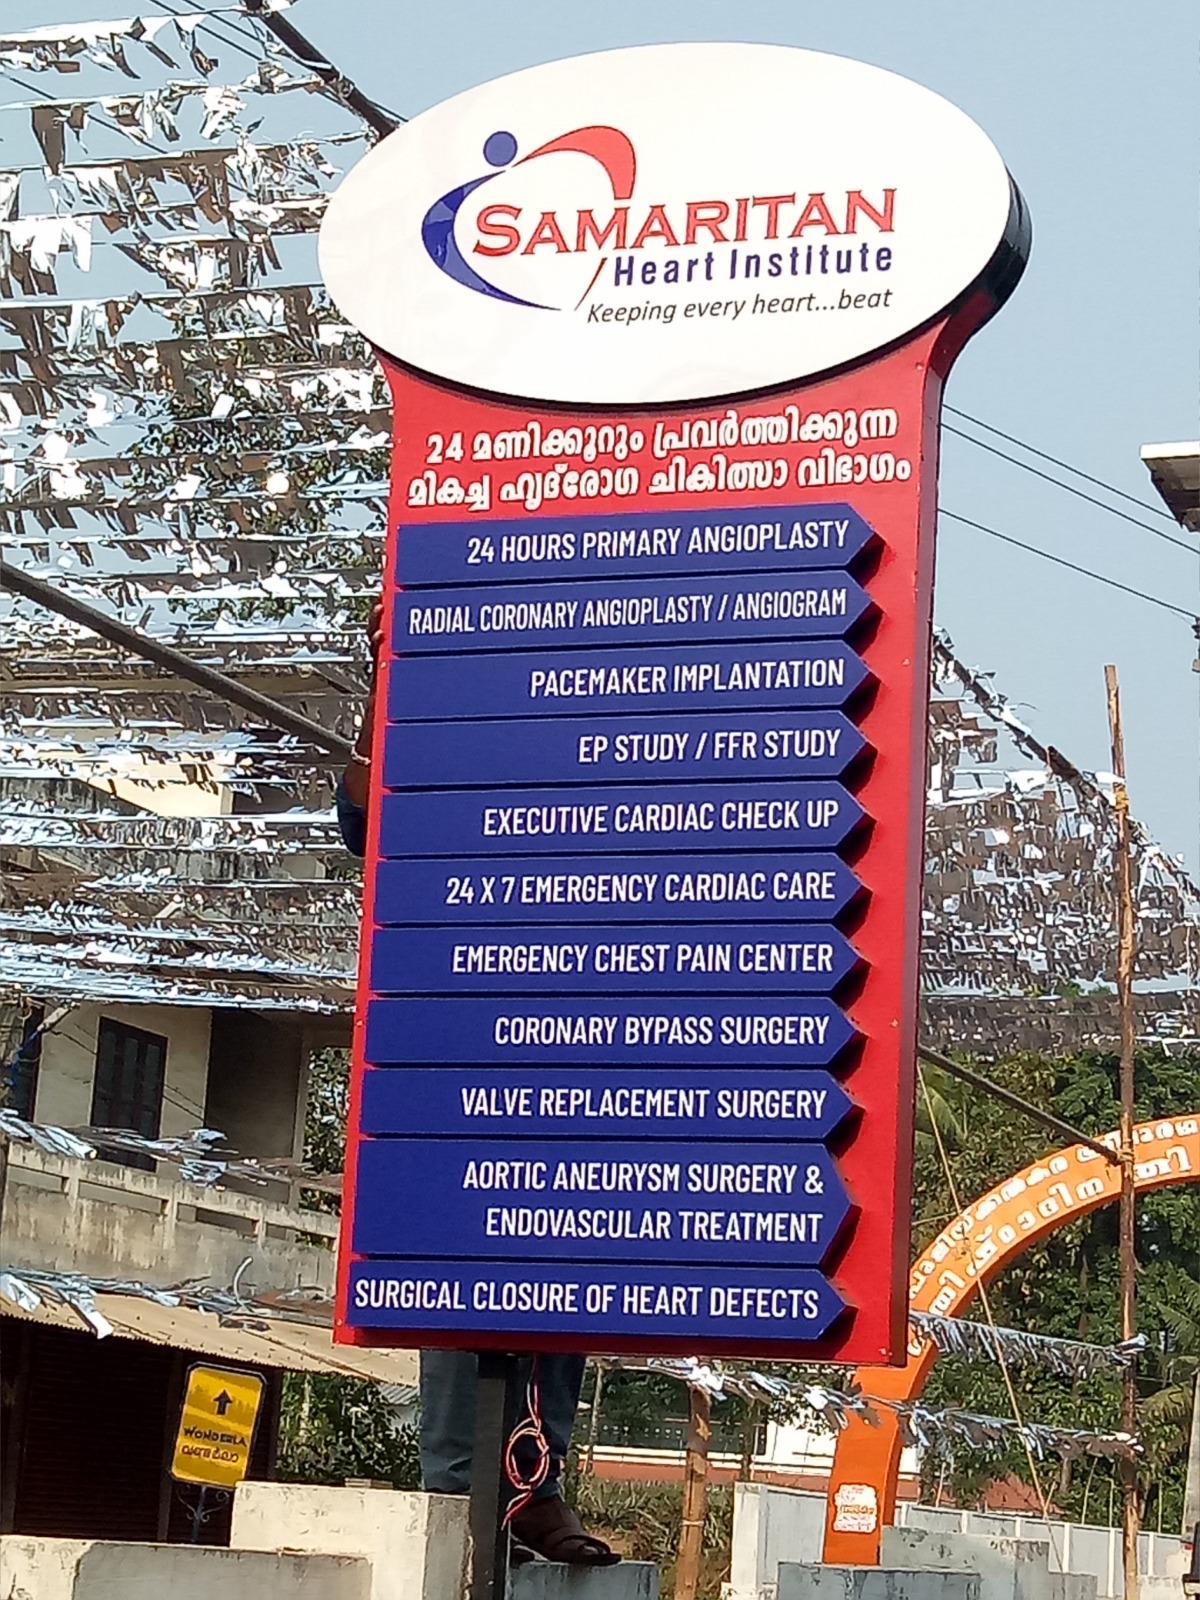 SAMARITAN
Heart Institute
Keeping every heart...beat
24 മണിക്കൂറും പ്രവർത്തിക്കുന്ന
മികച്ച ഹൃദ്‌രോഗ ചികിത്സാ വിഭാഗം
24 HOURS PRIMARY ANGIOPLASTY
RADIAL CORONARY ANGIOPLASTY / ANGIOGRAM
PACEMAKER IMPLANTATION
EP STUDY / FFR STUDY
EXECUTIVE CARDIAC CHECK UP
24 X 7 EMERGENCY CARDIAC CARE
EMERGENCY CHEST PAIN CENTER
CORONARY BYPASS SURGERY
VALVE REPLACEMENT SURGERY
AORTIC ANEURYSM SURGERY &
ENDOVASCULAR TREATMENT
SURGICAL CLOSURE OF HEART DEFECTS
WONDERLA